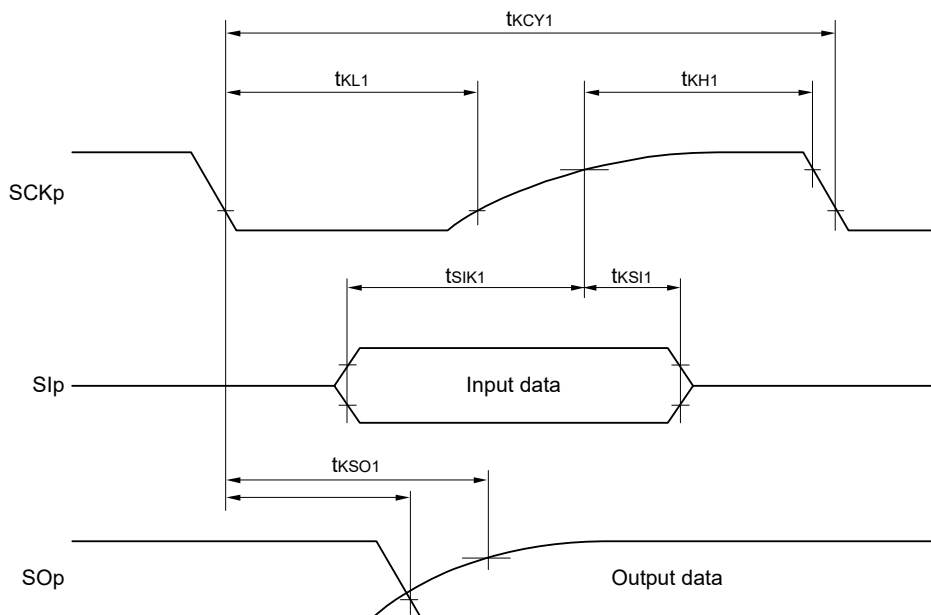 tKCY1
tKL1
tKH1
SCKp
tSIK1
tKSI1
SIp
Input data
tKSO1
SOp
Output data